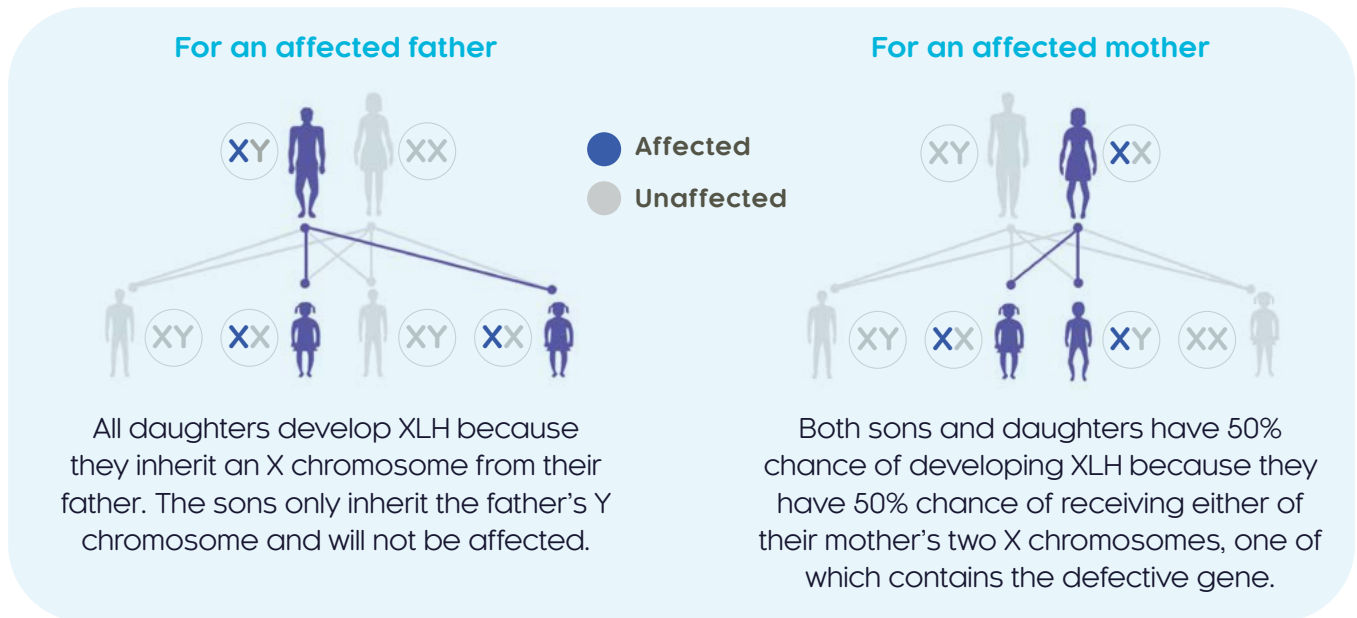 For an affected father
XY
XX
XY
XX
XY
XX
All daughters develop XLH because
they inherit an X chromosome from their
father. The sons only inherit the father's Y
chromosome and will not be affected.
Affected
Unaffected
For an affected mother
XY
XX
XY
XX
XY
XX
Both sons and daughters have 50%
chance of developing XLH because they
have 50% chance of receiving either of
their mother's two X chromosomes, one of
which contains the defective gene.